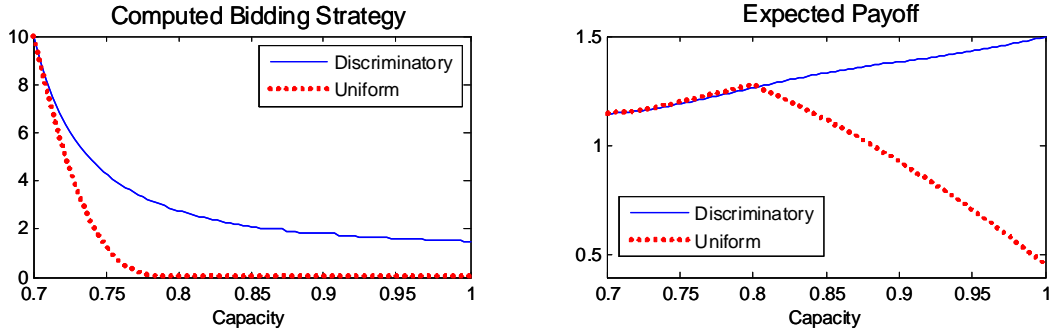 Computed Bidding Strategy
10
8
6
4
2
0
Discriminatory
Uniform
0.7 0.75 0.8 0.85 0.9 0.95 1
Capacity
Expected Payoff
1.5
1
0.5
Discriminatory
Uniform
0.7 0.75 0.8 0.85 0.9 0.95 1
Capacity